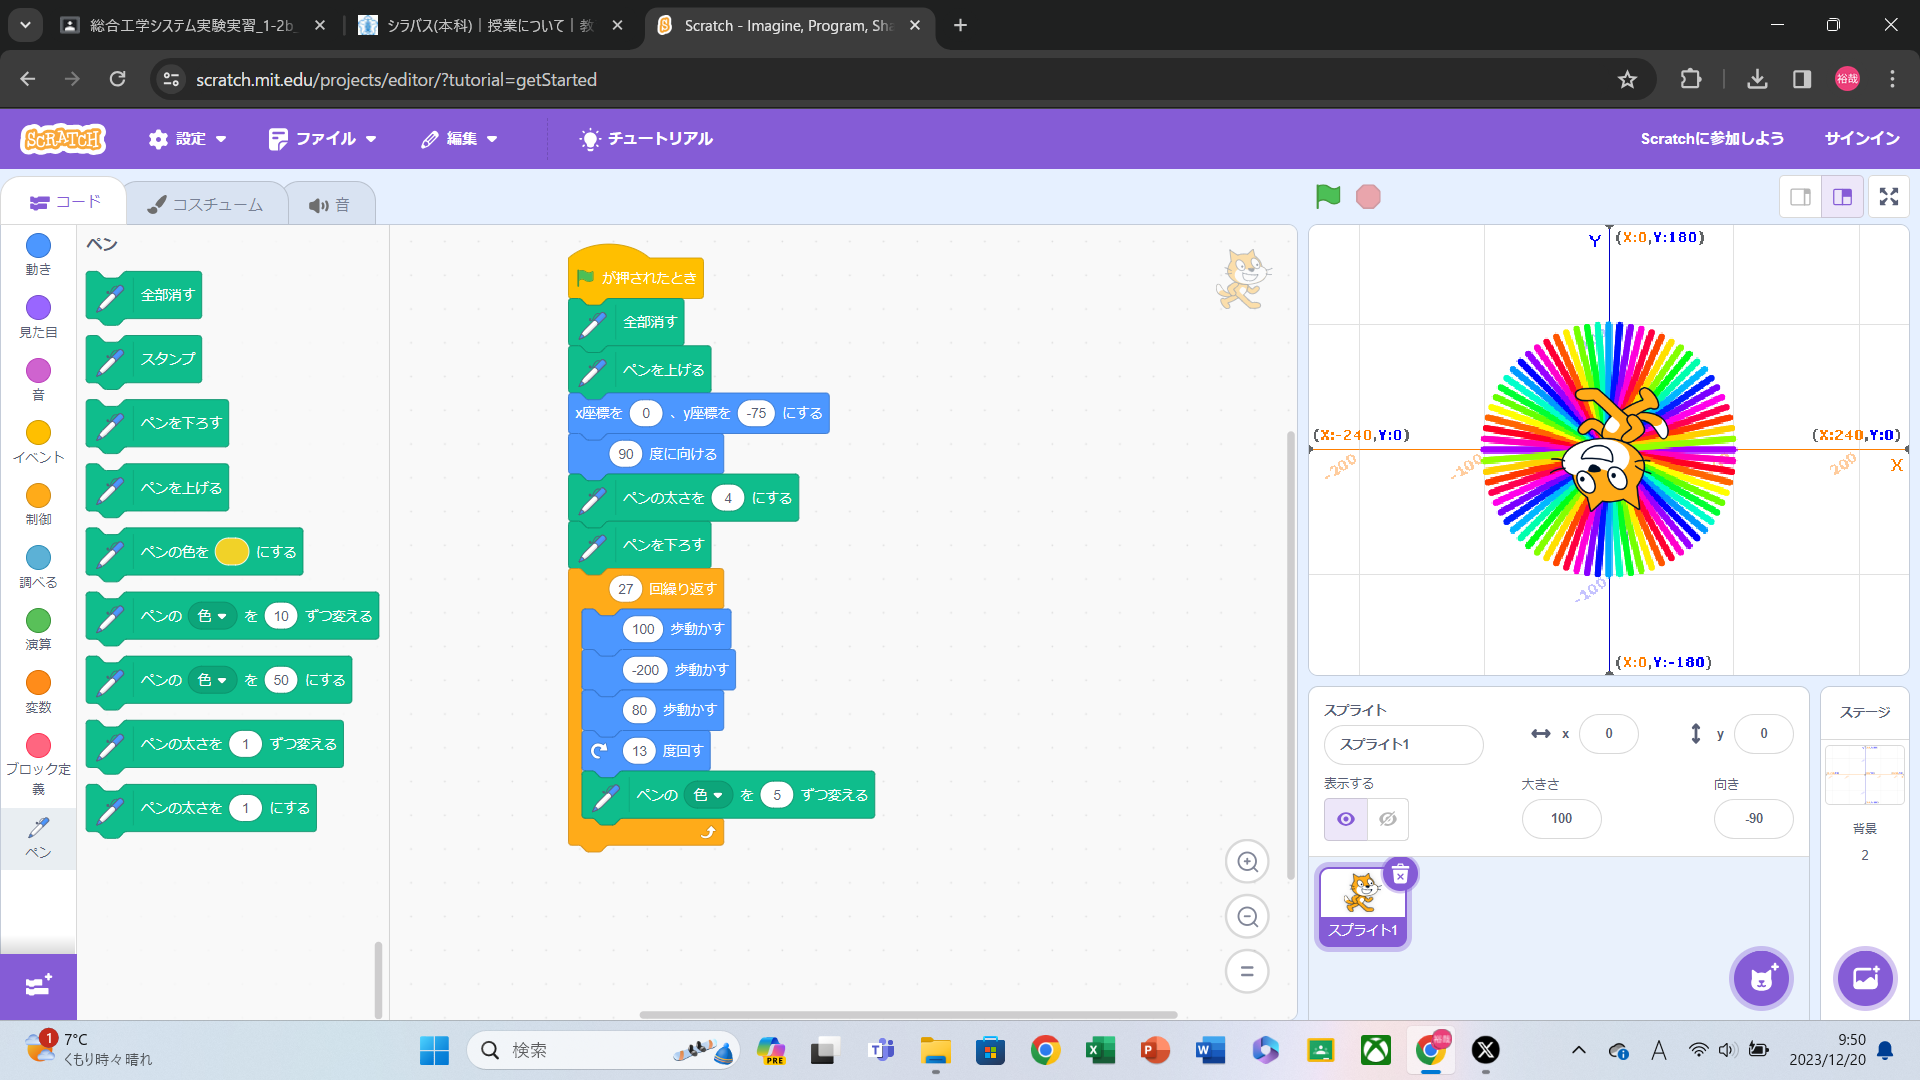 総合工学システム実験実習_1-2b_
シラバス(本科) | 授業について | 教
Scratch - Imagine, Program, Sha
scratch.mit.edu/projects/editor/?tutorial=getStarted
裕哉
SCRATCH
設定
ファイル
編集
チュートリアル
Scratchに参加しよう
サインイン
コード
コスチューム
音
動き
見た目
音
イベント
制御
調べる
演算
変数
ブロック定
義
ペン
ペン
全部消す
スタンプ
ペンを下ろす
ペンを上げる
ペンの色を にする
ペンの 色 を 10 ずつ変える
ペンの 色 を 50 にする
ペンの太さを 1 ずつ変える
ペンの太さを 1 にする
が押されたとき
全部消す
ペンを上げる
x座標を 0 、y座標を -75 にする
90 度に向ける
ペンの太さを 4 にする
ペンを下ろす
27 回繰り返す
100 歩動かす
-200 歩動かす
80 歩動かす
13 度回す
ペンの 色 を 5 ずつ変える
Y (X:0,Y:180)
(X:-240,Y:0)
(X:240,Y:0)
-200
-100
200
X
-100
(X:0,Y:-180)
スプライト
スプライト1
x 0
y 0
表示する
大きさ
100
向き
-90
スプライト1
ステージ
背景
2
1
7°C
くもり時々晴れ
検索
PRE
裕哉
A
9:50
2023/12/20